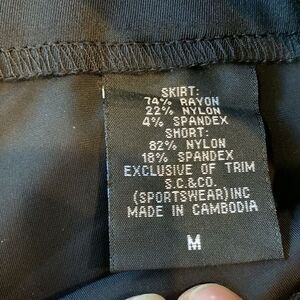 SKIRT:
74% RAYON
22% NYLON
4% SPANDEX
SHORT:
82% NYLON
18% SPANDEX
EXCLUSIVE OF TRIM
S.C.&CO.
(SPORTSWEAR)INC
MADE IN CAMBODIA
M